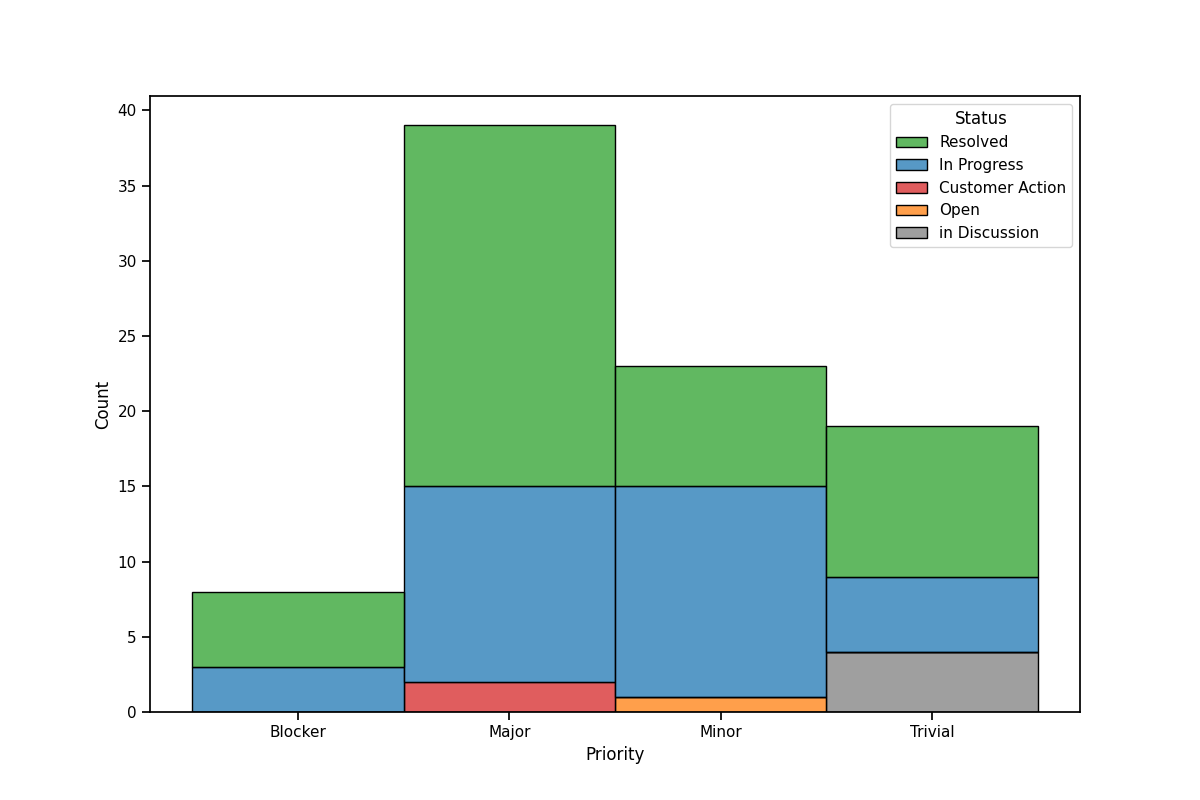 40
35
30
25
20
15
10
5
0
Count
Status
Resolved
In Progress
Customer Action
Open
in Discussion
Blocker
Major
Minor
Trivial
Priority